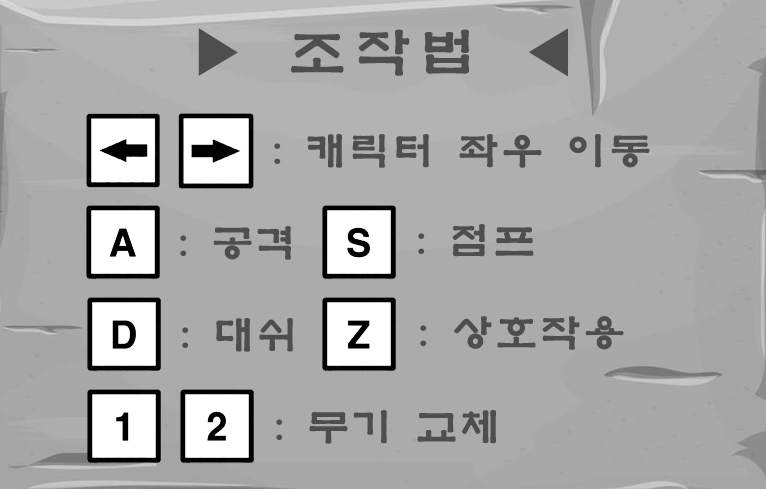 ▶ 조작법 ◀
← → : 캐릭터 좌우 이동
A : 공격 S : 점프
D : 대쉬 Z : 상호작용
1 2 : 무기 교체